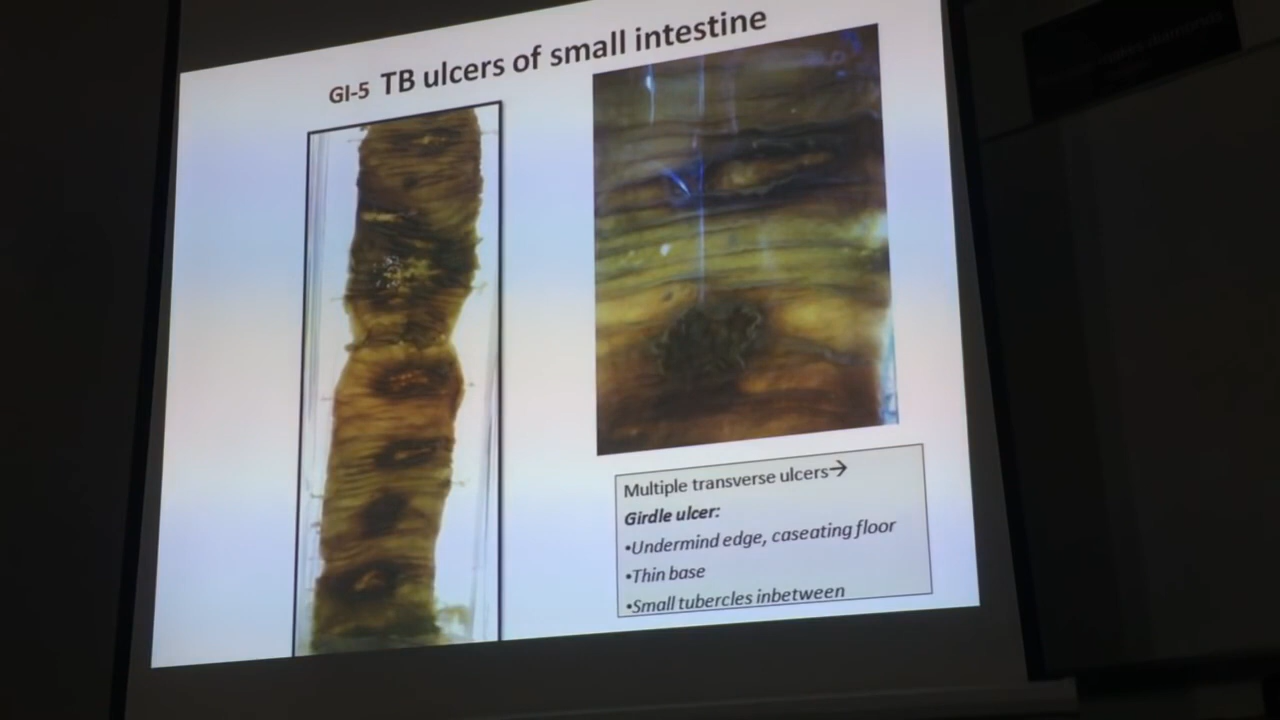 GI-5 TB ulcers of small intestine
Multiple transverse ulcers→
Girdle ulcer:
•Undermind edge, caseating floor
•Thin base
•Small tubercles inbetween